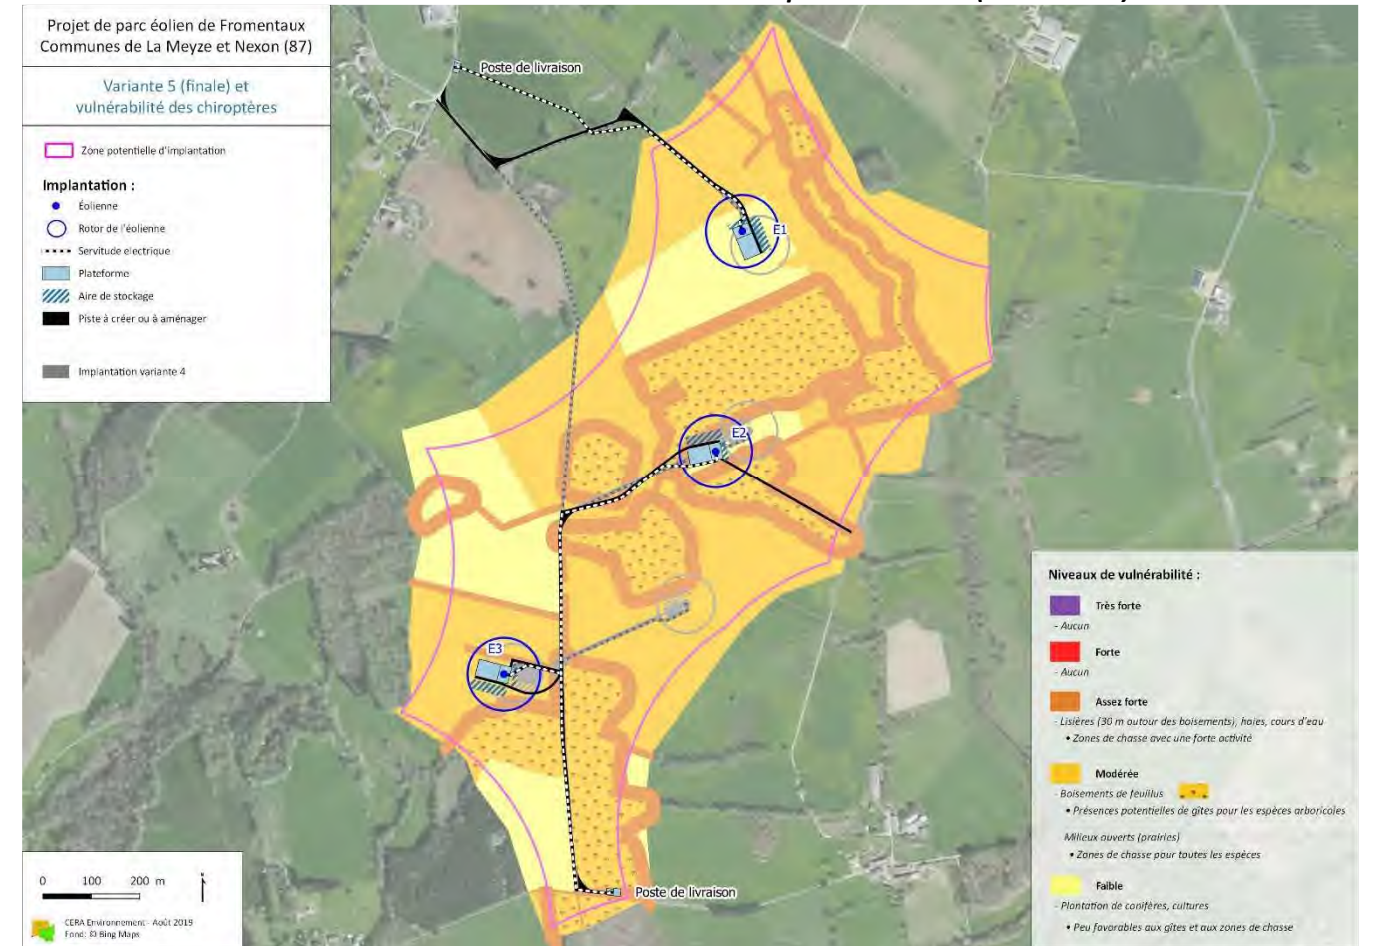 Projet de parc éolien de Fromentaux
Communes de La Meyze et Nexon (87)
Variante 5 (finale) et
vulnérabilité des chiroptères
Zone potentielle d'implantation
Implantation :
Éolienne
Rotor de l'éolienne
Servitude electrique
Plateforme
Aire de stockage
Piste à créer ou à aménager
Implantation variante 4
Poste de livraison
E1
E2
E3
Poste de livraison
0 100 200 m
CERA Environnement - Août 2019
Fond: © Bing Maps
Niveaux de vulnérabilité :
Très forte
- Aucun
Forte
- Aucun
Assez forte
- Lisières (30 m autour des boisements), haies, cours d'eau
• Zones de chasse avec une forte activité
Modérée
- Boisements de feuillus
• Présences potentielles de gîtes pour les espèces arboricoles
Milieux ouverts (prairies)
• Zones de chasse pour toutes les espèces
Faible
- Plantation de conifères, cultures
• Peu favorables aux gîtes et aux zones de chasse